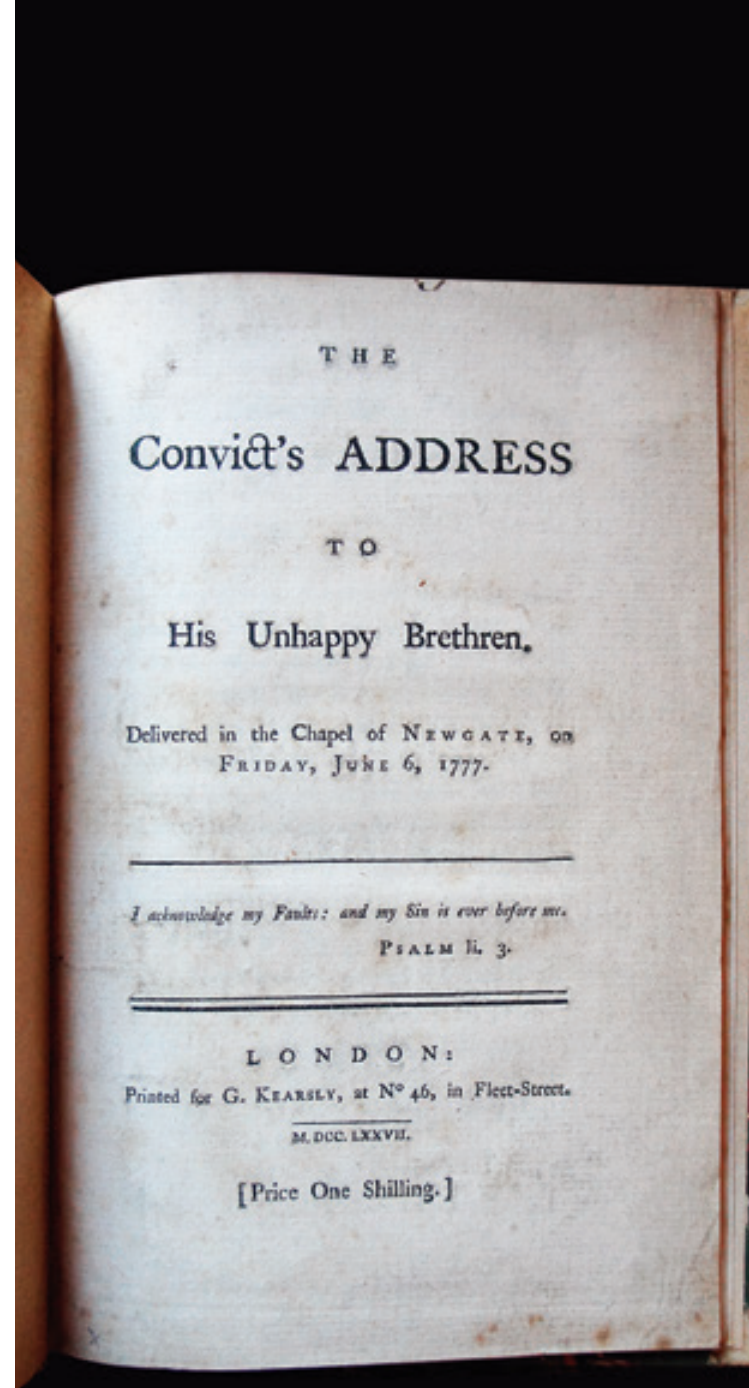 THE
Convict's ADDRESS
TO
His Unhappy Brethren.
Delivered in the Chapel of NEWGATE, on
FRIDAY, JUNE 6, 1777.
I acknowledge my Faults: and my Sin is ever before me.
PSALM li. 3.
LONDON:
Printed for G. KEARSLY, at Nº 46, in Fleet-Street.
M.DCC.LXXVII.
[Price One Shilling.]